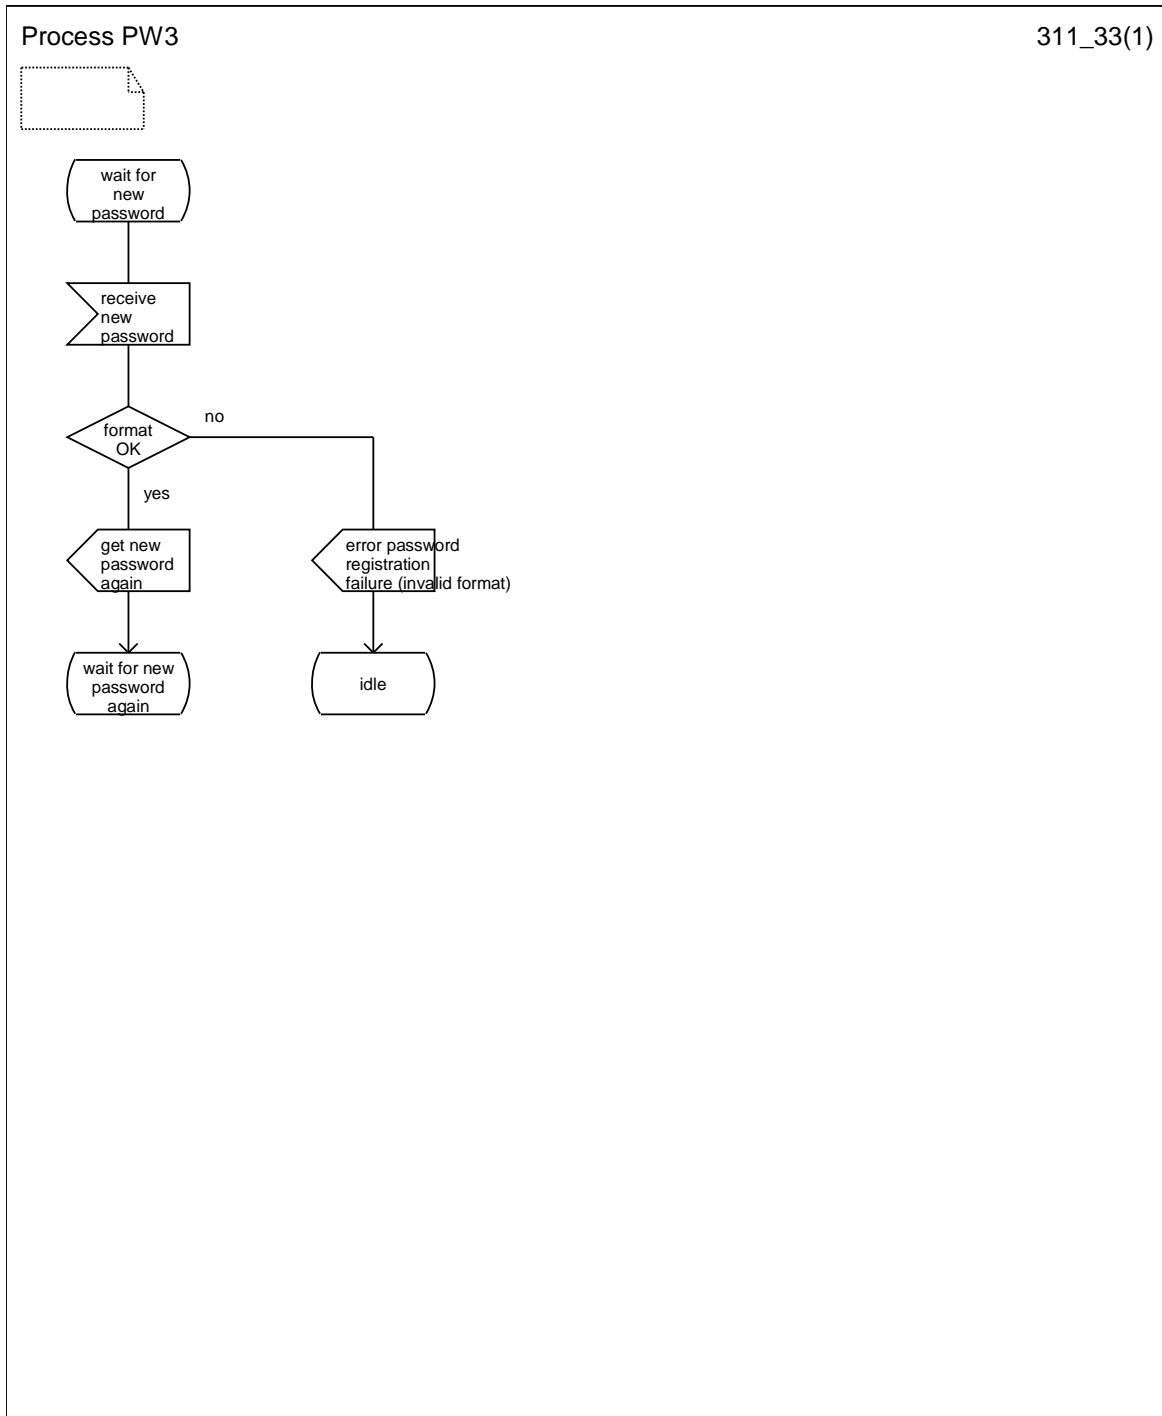 Process PW3
311_33(1)
wait for
new
password
receive
new
password
format
OK
no
yes
get new
password
again
error password
registration
failure (invalid format)
wait for new
password
again
idle